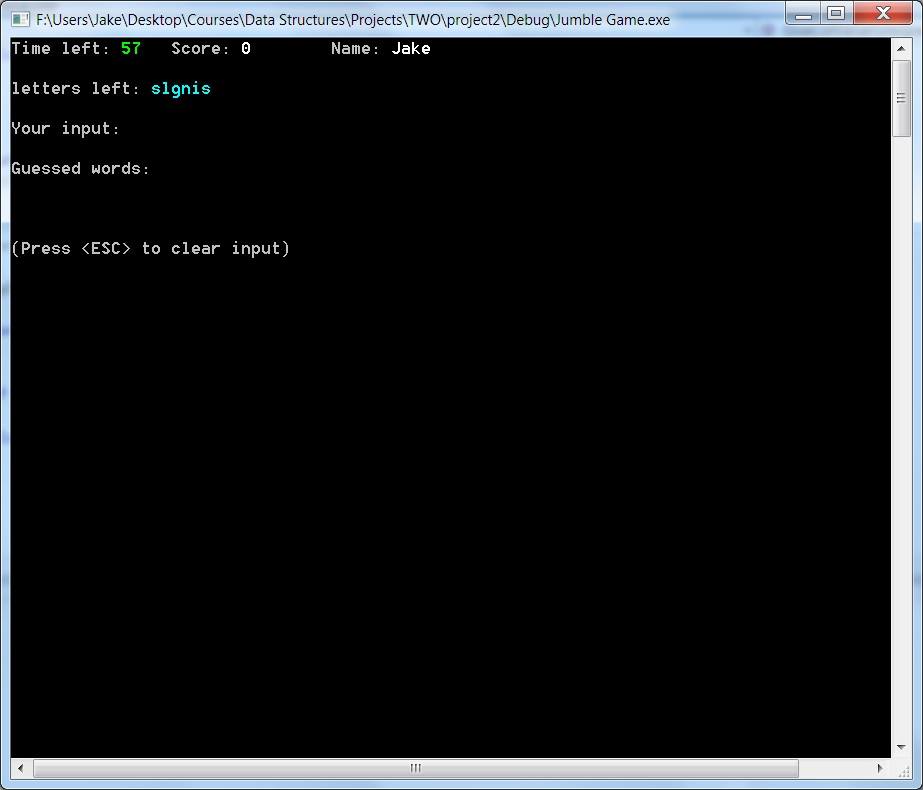 F:\Users\Jake\Desktop\Courses\Data Structures\Projects\TWO\project2\Debug\Jumble Game.exe
Time left: 57 Score: 0 Name: Jake
letters left: slgnis
Your input:
Guessed words:
(Press <ESC> to clear input)